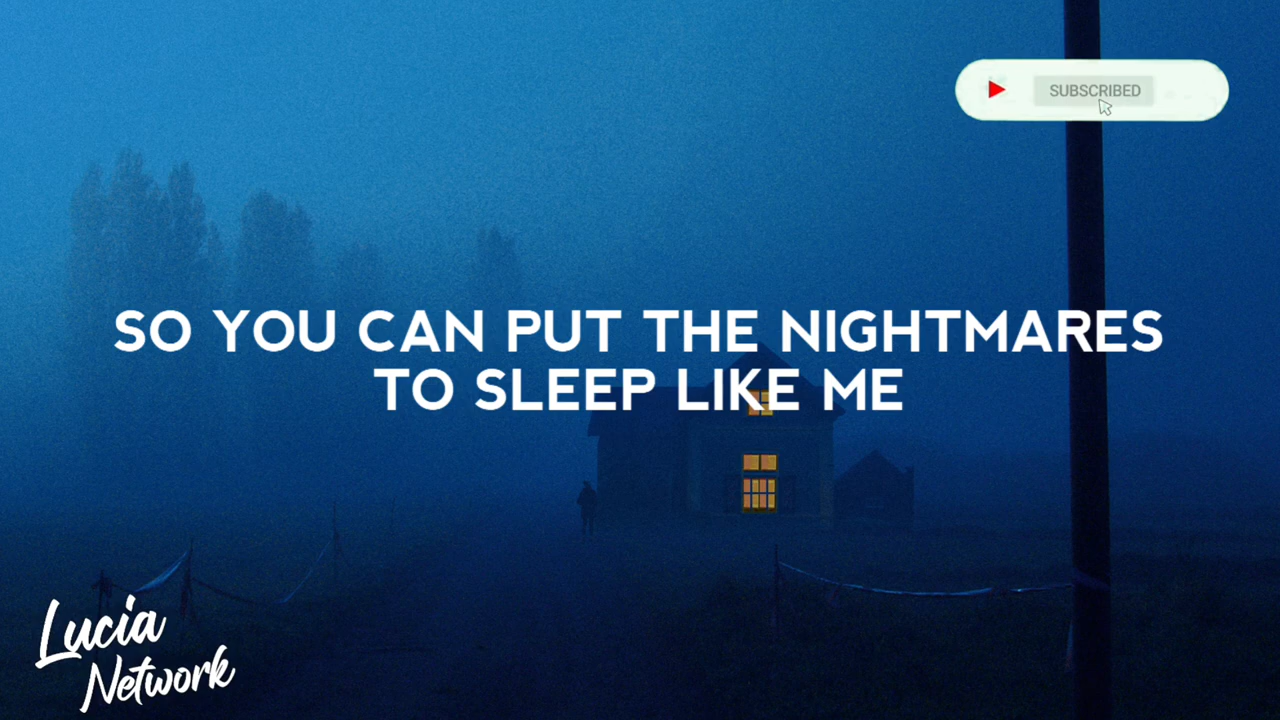 SUBSCRIBED
SO YOU CAN PUT THE NIGHTMARES
TO SLEEP LIKE ME
Lucia
Network